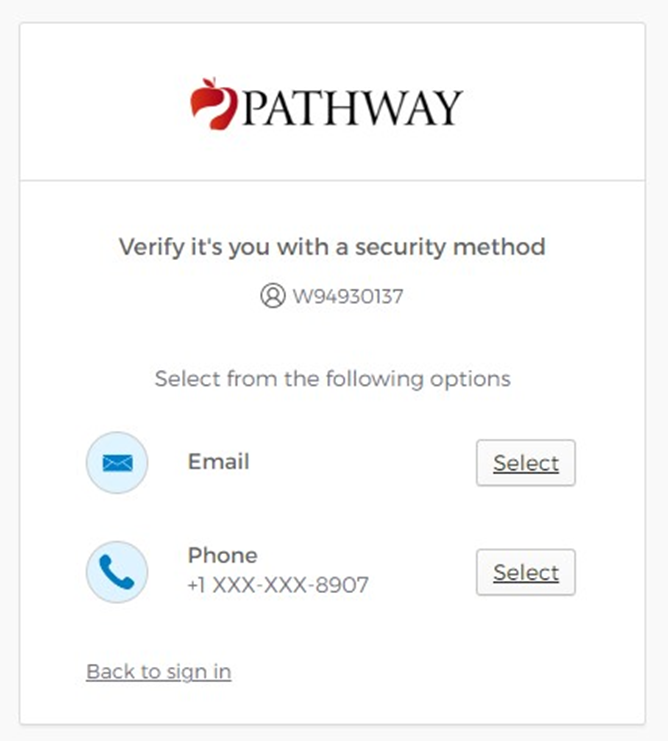 PATHWAY
Verify it's you with a security method
W94930137
Select from the following options
Email
Select
Phone
+1 XXX-XXX-8907
Select
Back to sign in